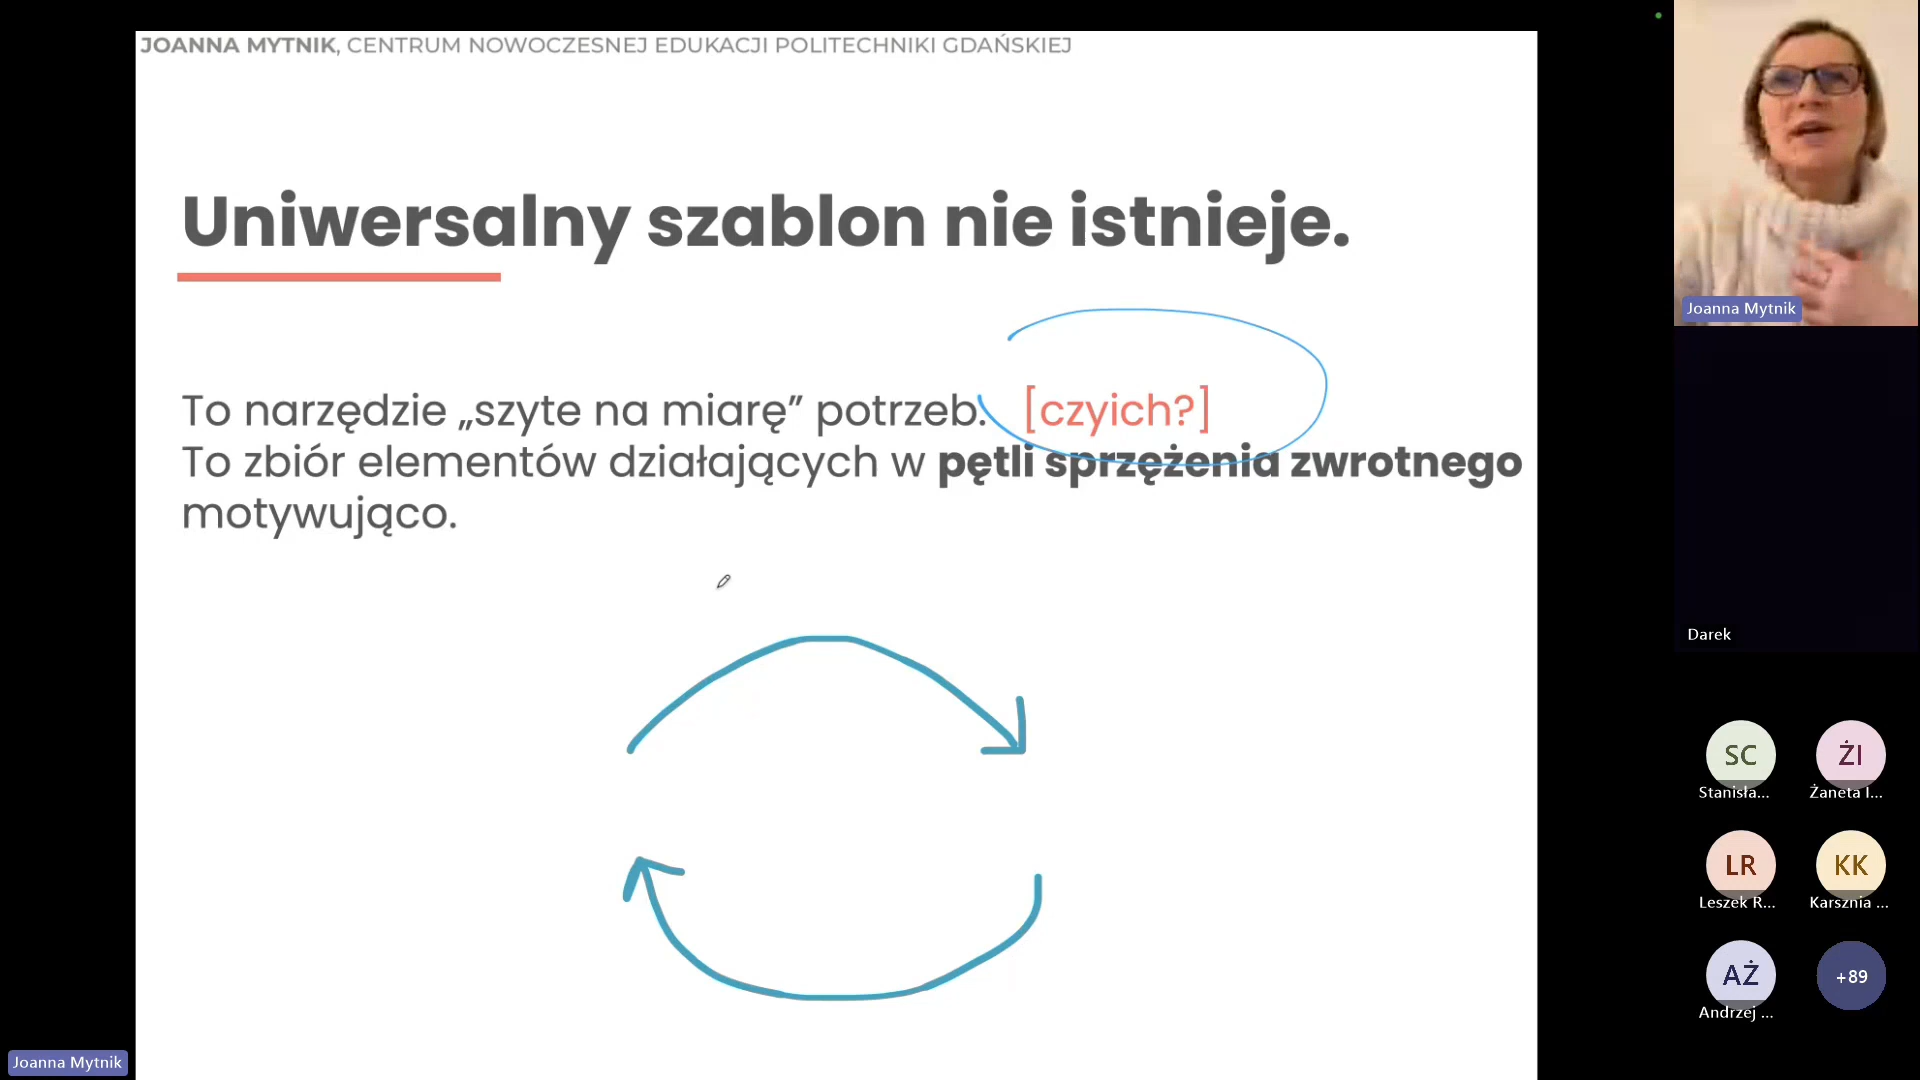 JOANNA MYTNIK, CENTRUM NOWOCZESNEJ EDUKACJI POLITECHNIKI GDAŃSKIEJ
Uniwersalny szablon nie istnieje.
To narzędzie „szyte na miarę” potrzeb. [czyich?]
To zbiór elementów działających w pętli sprzężenia zwrotnego
motywująco.
Joanna Mytnik
Darek
SC
Stanisła...
ŻI
Żaneta I...
LR
Leszek R...
KK
Karsznia ...
AŻ
Andrzej ...
+89
Joanna Mytnik